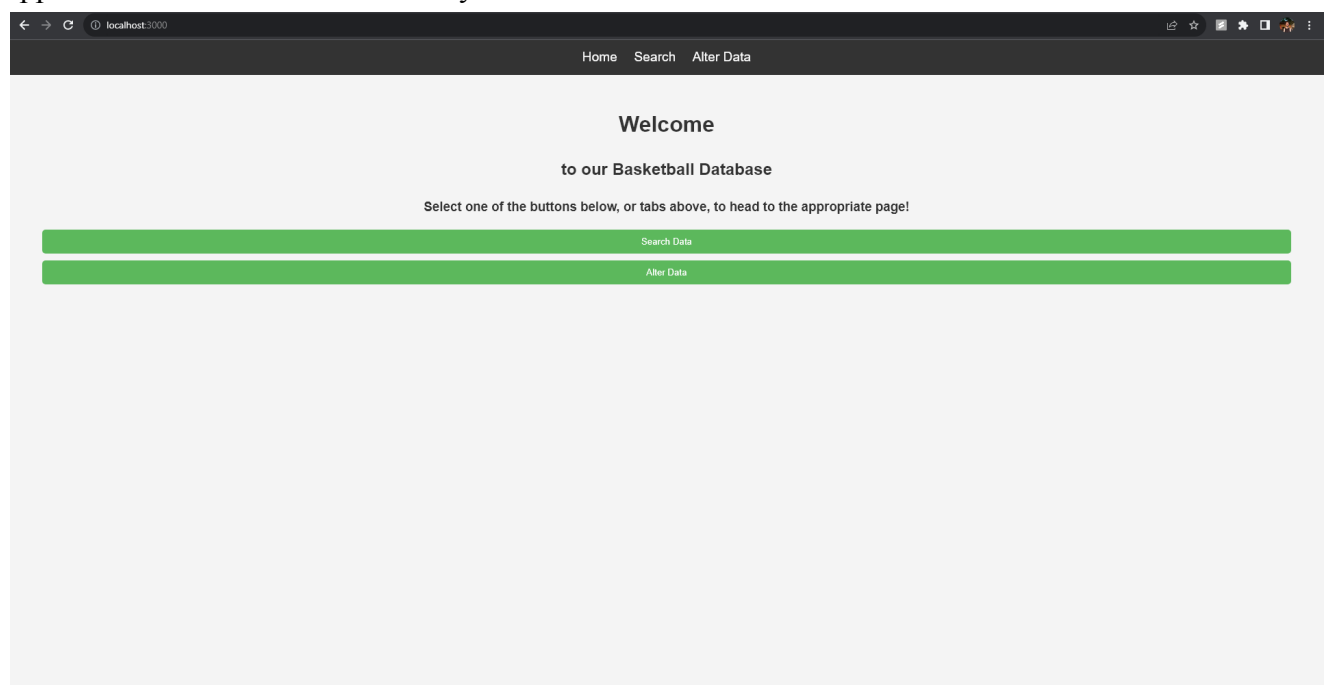 localhost:3000
Home Search Alter Data
Welcome
to our Basketball Database
Select one of the buttons below, or tabs above, to head to the appropriate page!
Search Data
Alter Data